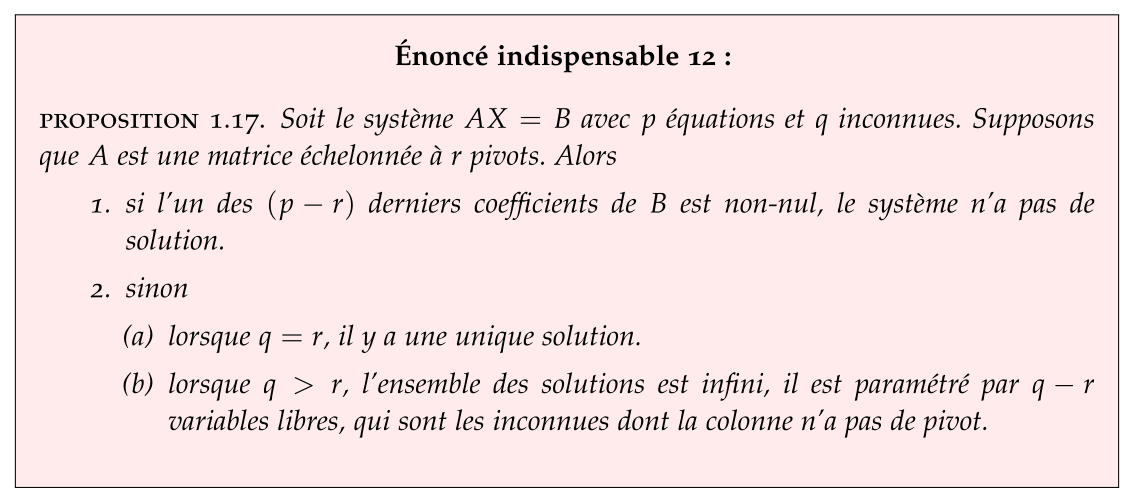 Énoncé indispensable 12 :
PROPOSITION 1.17. Soit le système AX = B avec p équations et q inconnues. Supposons
que A est une matrice échelonnée à r pivots. Alors
1. si l'un des (p − r) derniers coefficients de B est non-nul, le système n'a pas de
solution.
2. sinon
(a) lorsque q = r, il y a une unique solution.
(b) lorsque q > r, l'ensemble des solutions est infini, il est paramétré par q − r
variables libres, qui sont les inconnues dont la colonne n'a pas de pivot.